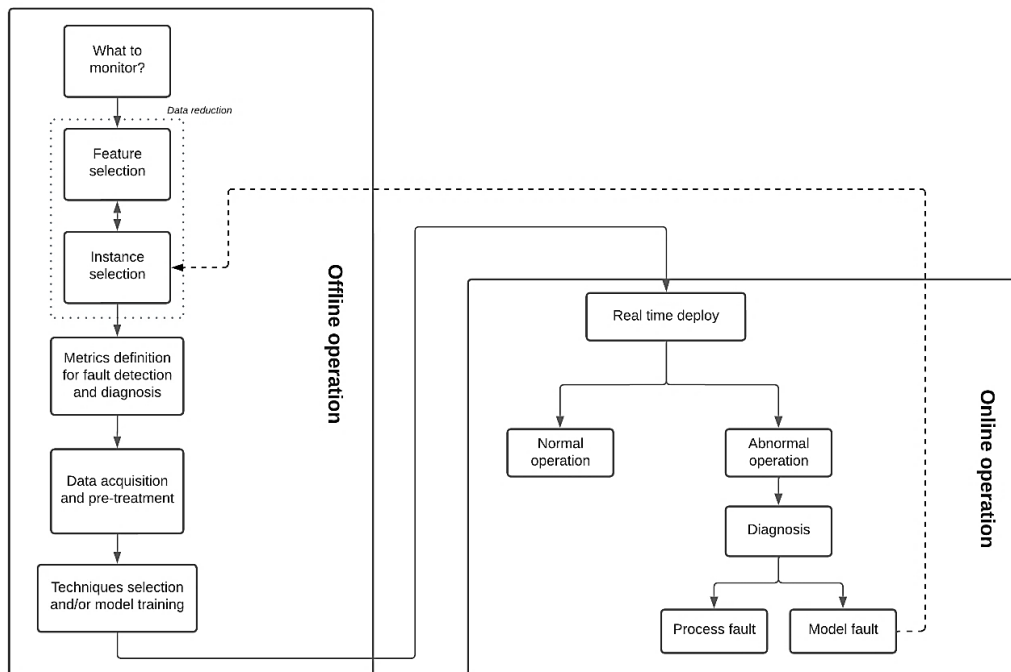 What to
monitor?
Data reduction
Feature
selection
Instance
selection
Metrics definition
for fault detection
and diagnosis
Data acquisition
and pre-treatment
Techniques selection
and/or model training
Offline operation
Real time deploy
Normal
operation
Abnormal
operation
Diagnosis
Process fault
Model fault
Online operation